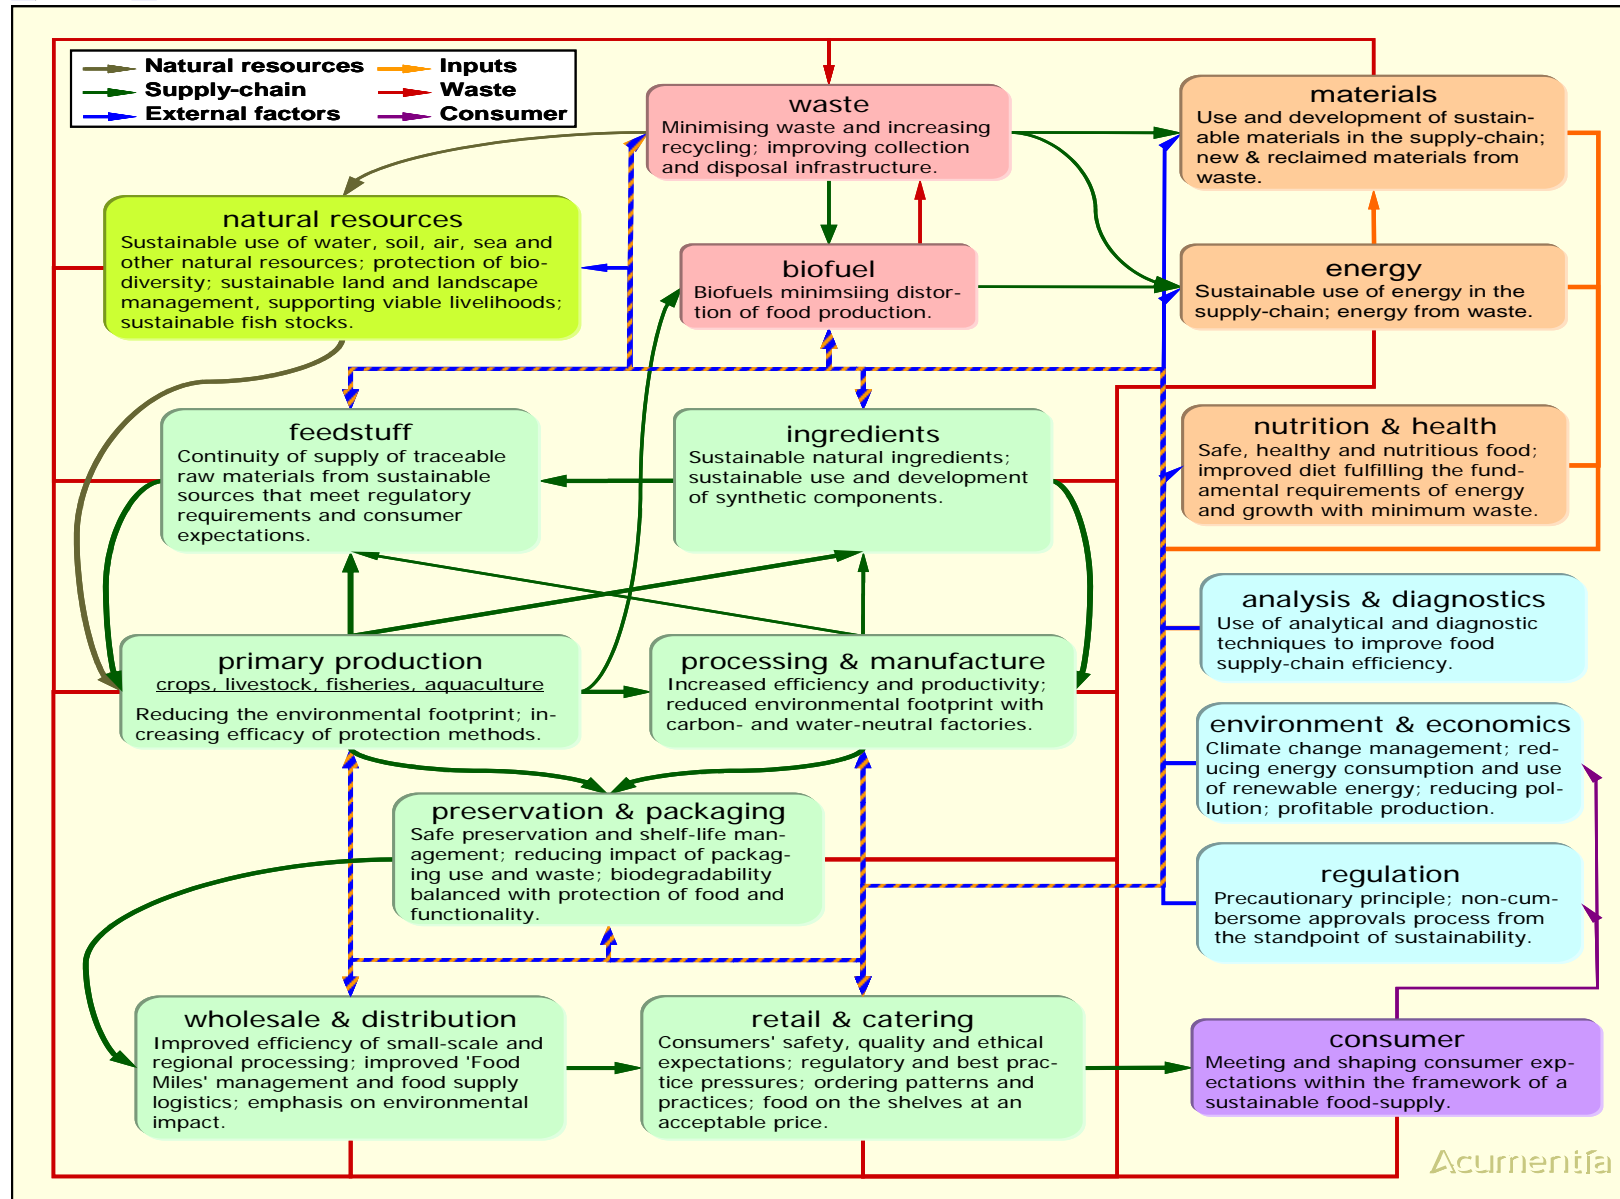 Natural resources
Inputs
Supply-chain
Waste
External factors
Consumer
waste
Minimising waste and increasing
recycling; improving collection
and disposal infrastructure.
materials
Use and development of sustain-
able materials in the supply-chain;
new & reclaimed materials from
waste.
natural resources
Sustainable use of water, soil, air, sea and
other natural resources; protection of bio-
diversity; sustainable land and landscape
management, supporting viable livelihoods;
sustainable fish stocks.
biofuel
Biofuels minimsiing distor-
tion of food production.
energy
Sustainable use of energy in the
supply-chain; energy from waste.
feedstuff
Continuity of supply of traceable
raw materials from sustainable
sources that meet regulatory
requirements and consumer
expectations.
ingredients
Sustainable natural ingredients;
sustainable use and development
of synthetic components.
nutrition & health
Safe, healthy and nutritious food;
improved diet fulfilling the fund-
amental requirements of energy
and growth with minimum waste.
analysis & diagnostics
Use of analytical and diagnostic
techniques to improve food
supply-chain efficiency.
primary production
crops, livestock, fisheries, aquaculture
Reducing the environmental footprint; in-
creasing efficacy of protection methods.
processing & manufacture
Increased efficiency and productivity;
reduced environmental footprint with
carbon- and water-neutral factories.
environment & economics
Climate change management; red-
ucing energy consumption and use
of renewable energy; reducing pol-
lution; profitable production.
preservation & packaging
Safe preservation and shelf-life man-
agement; reducing impact of packag-
ing use and waste; biodegradability
balanced with protection of food and
functionality.
regulation
Precautionary principle; non-cum-
bersome approvals process from
the standpoint of sustainability.
wholesale & distribution
Improved efficiency of small-scale and
regional processing; improved 'Food
Miles' management and food supply
logistics; emphasis on environmental
impact.
retail & catering
Consumers' safety, quality and ethical
expectations; regulatory and best prac-
tice pressures; ordering patterns and
practices; food on the shelves at an
acceptable price.
consumer
Meeting and shaping consumer exp-
ectations within the framework of a
sustainable food-supply.
Acumentía